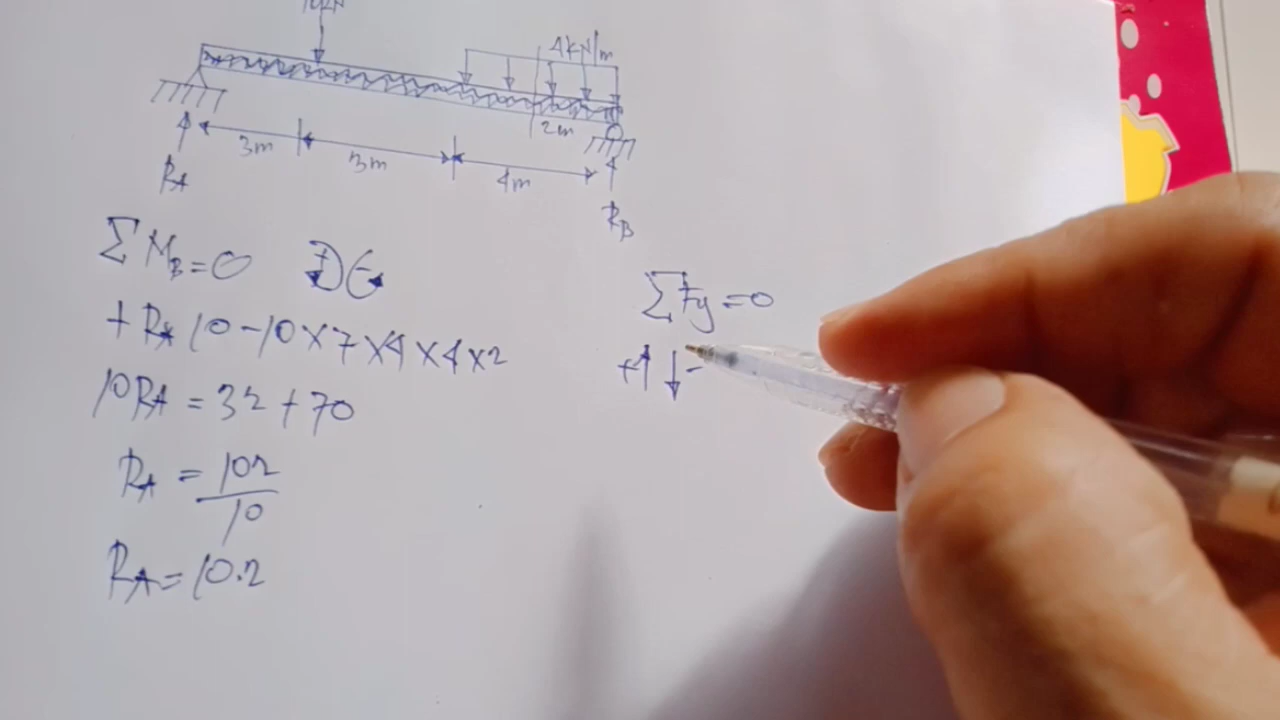 10kN
4kN/m
2m
3m
3m
4m
RA
RB
ΣMB=0
+RA 10-10×7×4×4×2
10RA = 32+70
RA = 102/10
RA=10.2
ΣFy=0
+↑ ↓-